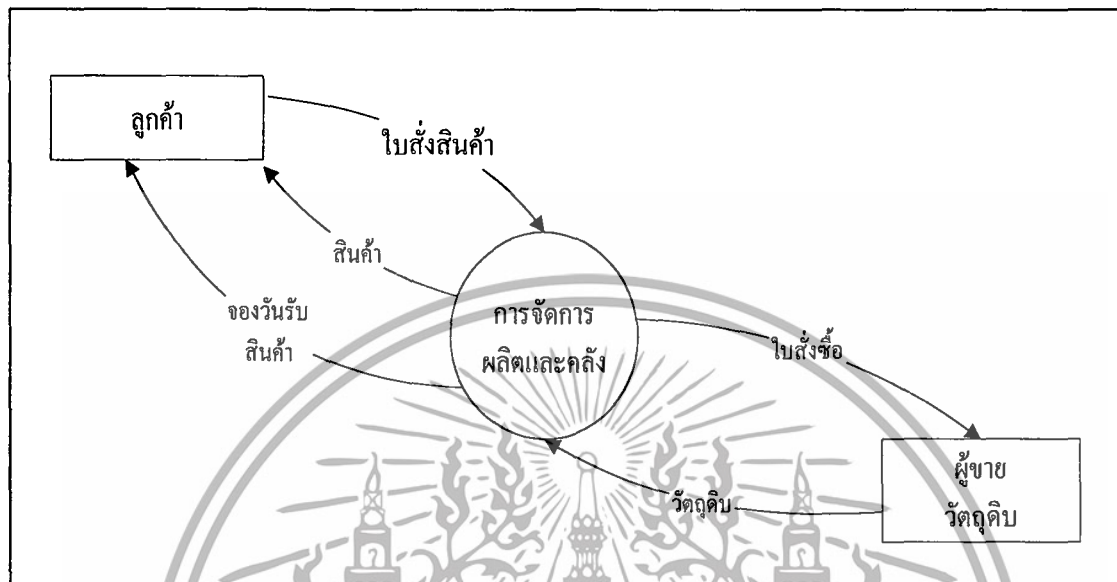 ลูกค้า
ใบสั่งสินค้า
สินค้า
จองวันรับ
สินค้า
การจัดการ
ผลิตและคลัง
ใบสั่งซื้อ
ผู้ขาย
วัตถุดิบ
วัตถุดิบ